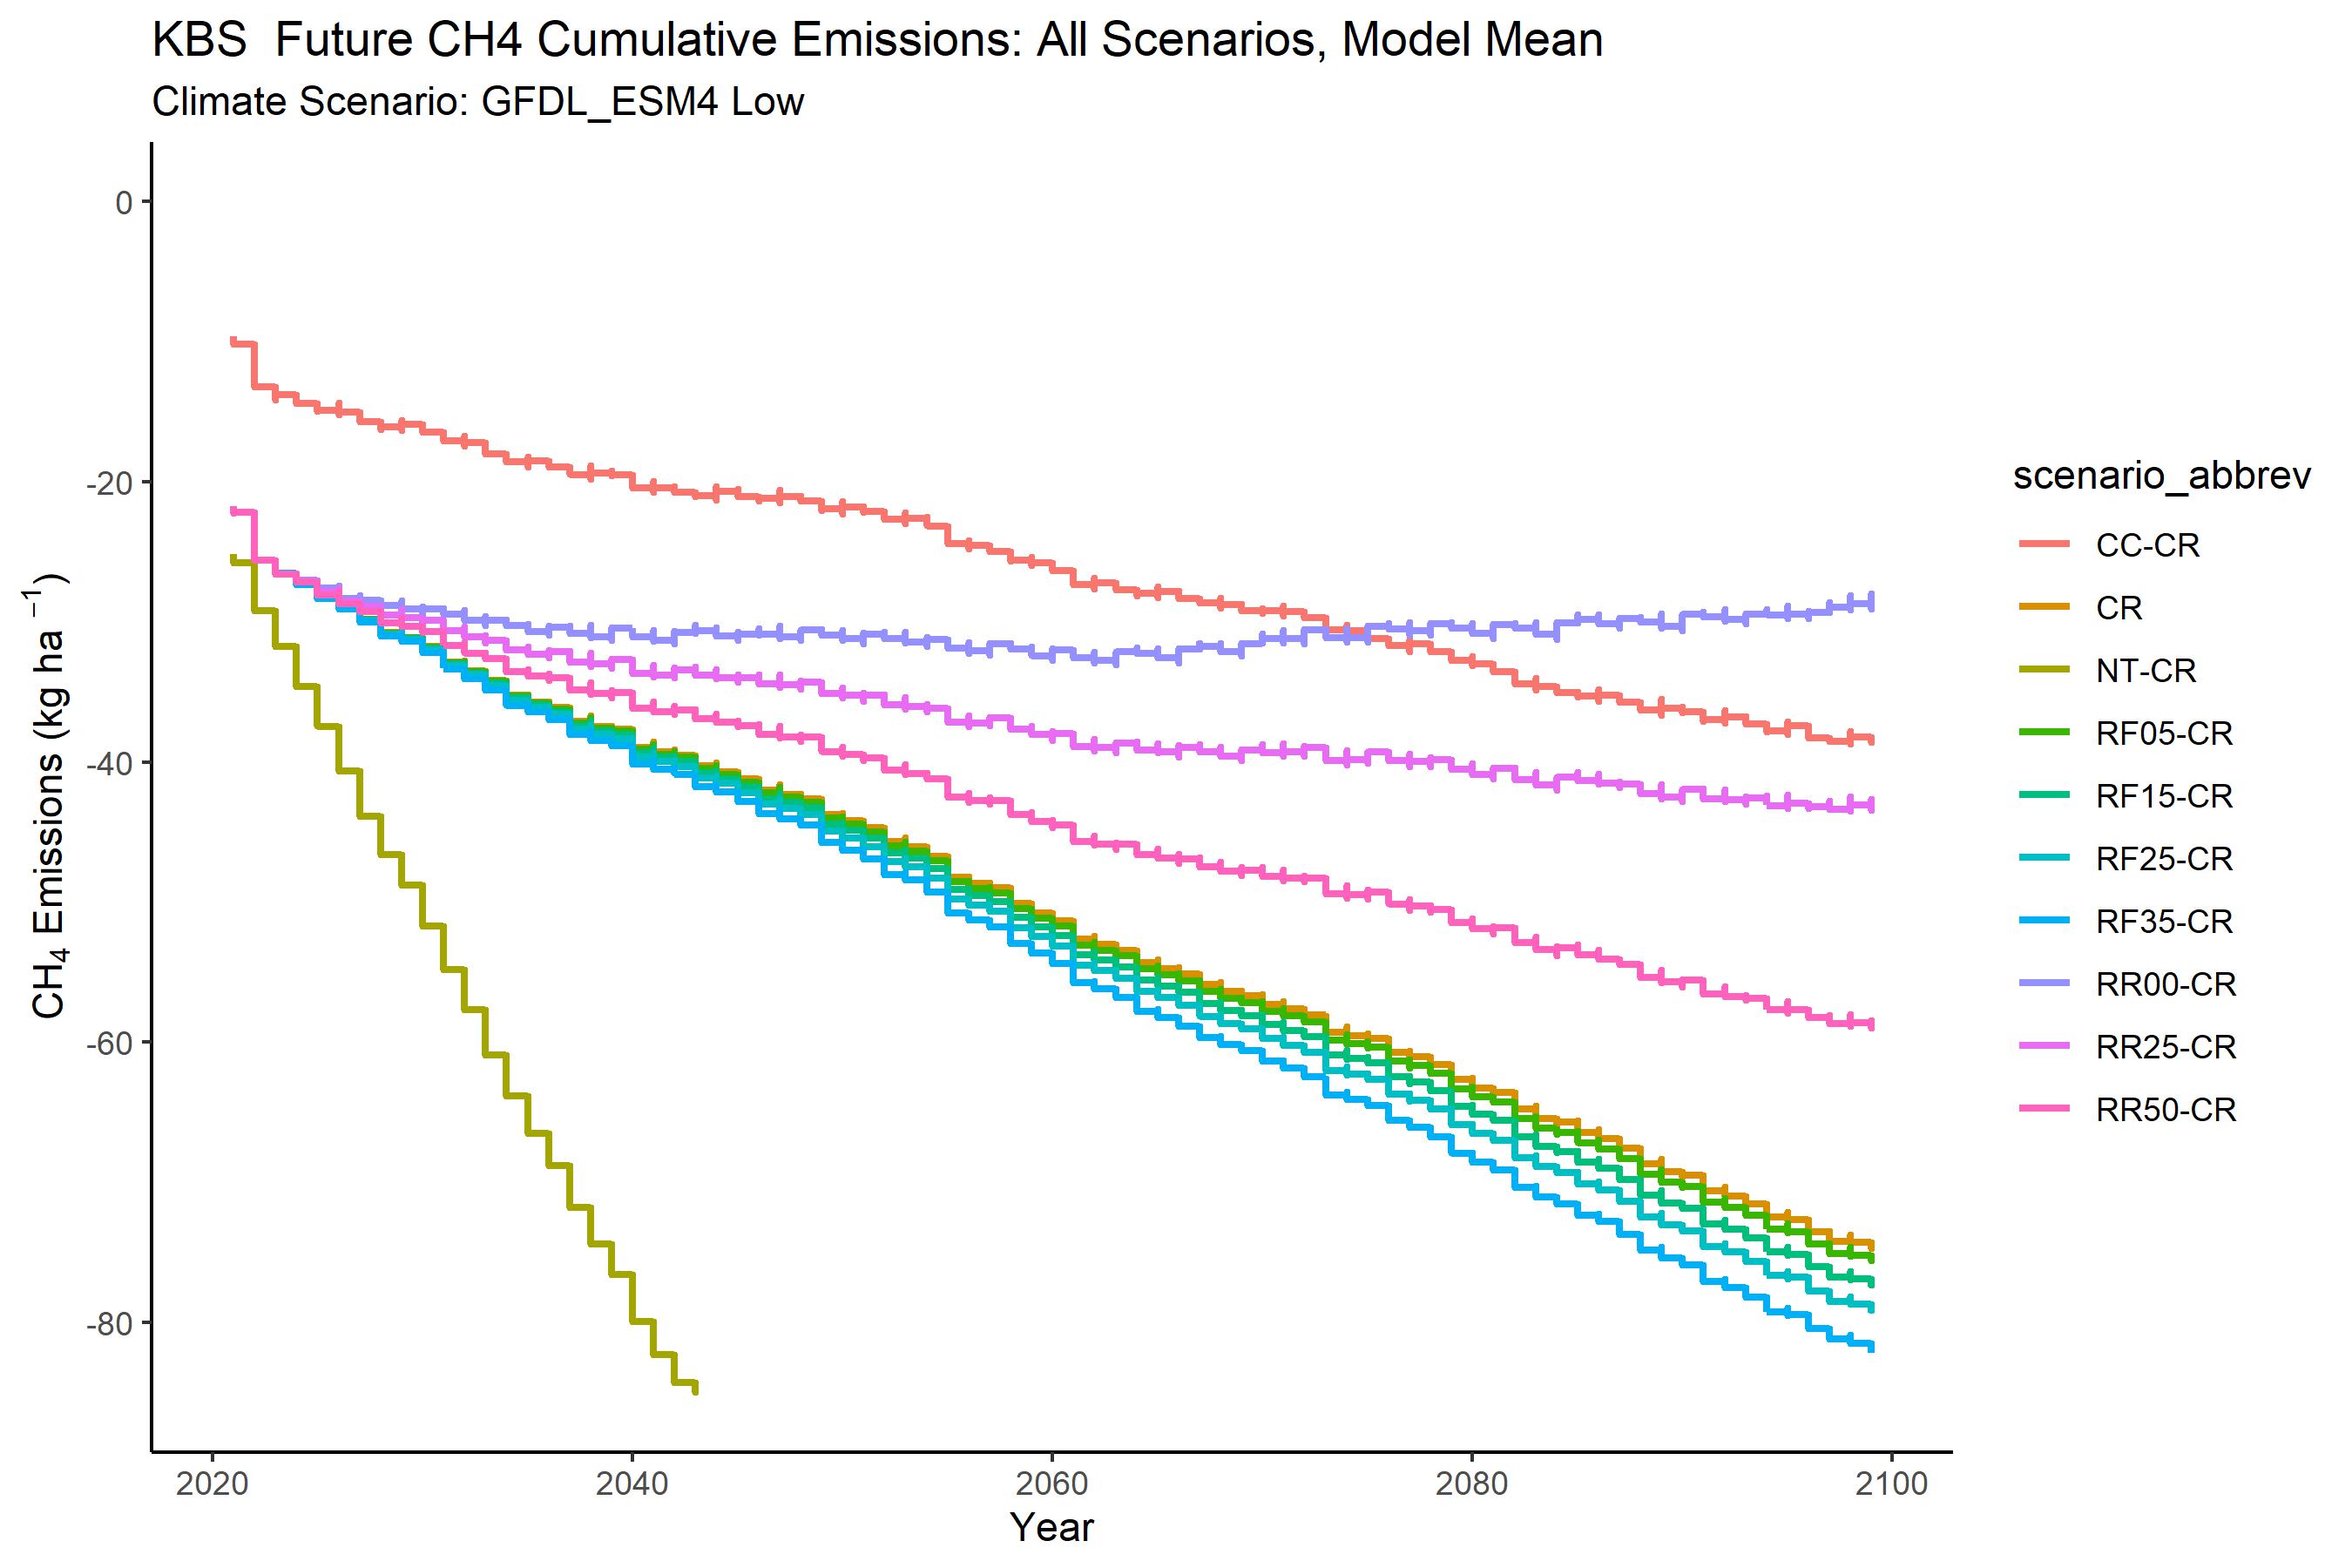 KBS  Future CH4 Cumulative Emissions: All Scenarios, Model Mean
Climate Scenario: GFDL_ESM4 Low
0
-20
-40
-60
-80
CH₄ Emissions (kg ha ⁻¹)
2020
2040
2060
2080
2100
Year
scenario_abbrev
CC-CR
CR
NT-CR
RF05-CR
RF15-CR
RF25-CR
RF35-CR
RR00-CR
RR25-CR
RR50-CR